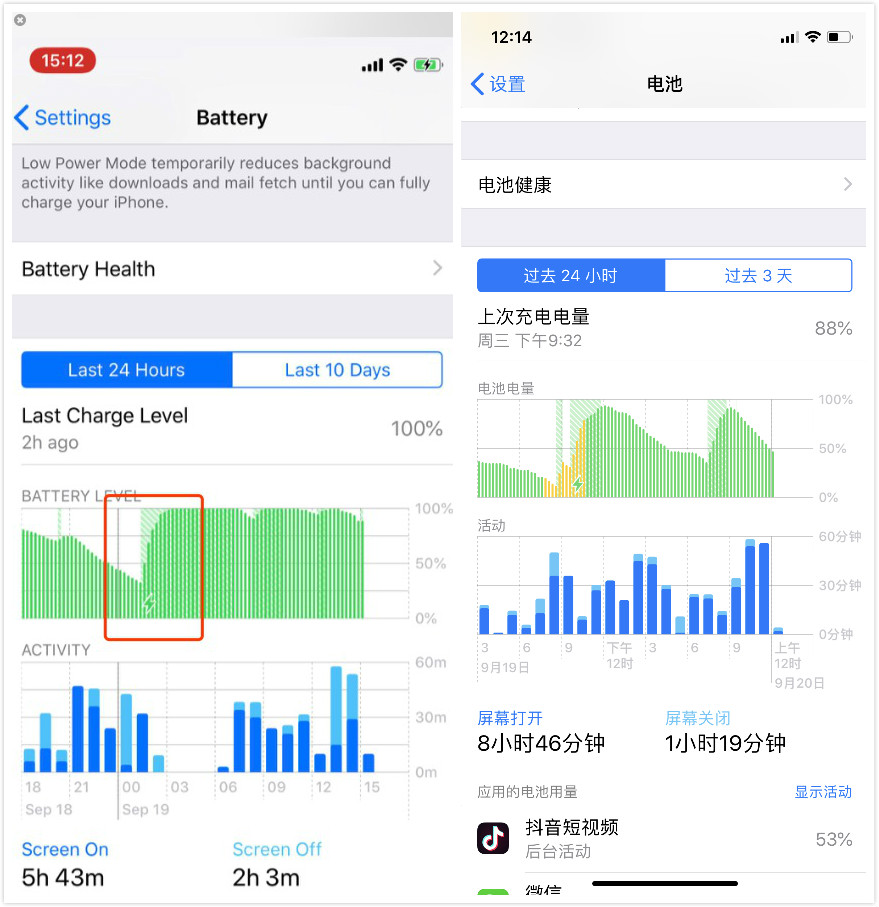 15:12
Settings
Battery
Low Power Mode temporarily reduces background
activity like downloads and mail fetch until you can fully
charge your iPhone.
Battery Health
Last 24 Hours
Last 10 Days
Last Charge Level
2h ago
100%
BATTERY LEVEL
100%
50%
0%
ACTIVITY
60m
30m
0m
18 21 00 03 06 09 12 15
Sep 18 Sep 19
Screen On
Screen Off
5h 43m
2h 3m
12:14
设置
电池
电池健康
过去 24 小时
过去 3 天
上次充电电量
周三 下午9:32
88%
电池电量
100%
50%
0%
活动
60分钟
30分钟
0分钟
3 6 9 下午 3 6 9 上午
12时 12时
9月19日 9月20日
屏幕打开
屏幕关闭
8小时46分钟
1小时19分钟
应用的电池用量
显示活动
抖音短视频
后台活动
53%
微信